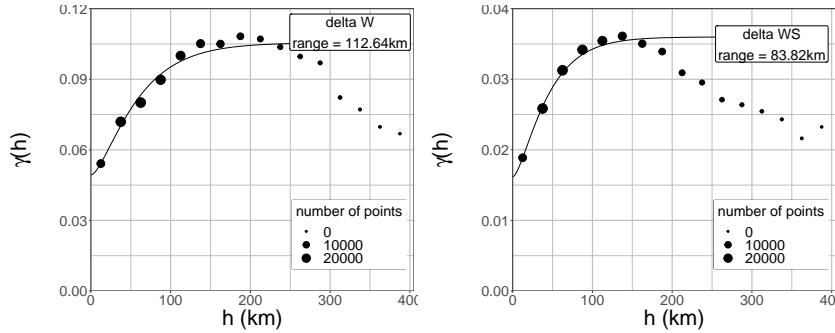 delta W
range = 112.64km
0.12
0.09
0.06
0.03
0.00
γ(h)
number of points
0
10000
20000
0 100 200 300 400
h (km)
delta WS
range = 83.82km
0.04
0.03
0.02
0.01
0.00
γ(h)
number of points
0
10000
20000
0 100 200 300 400
h (km)